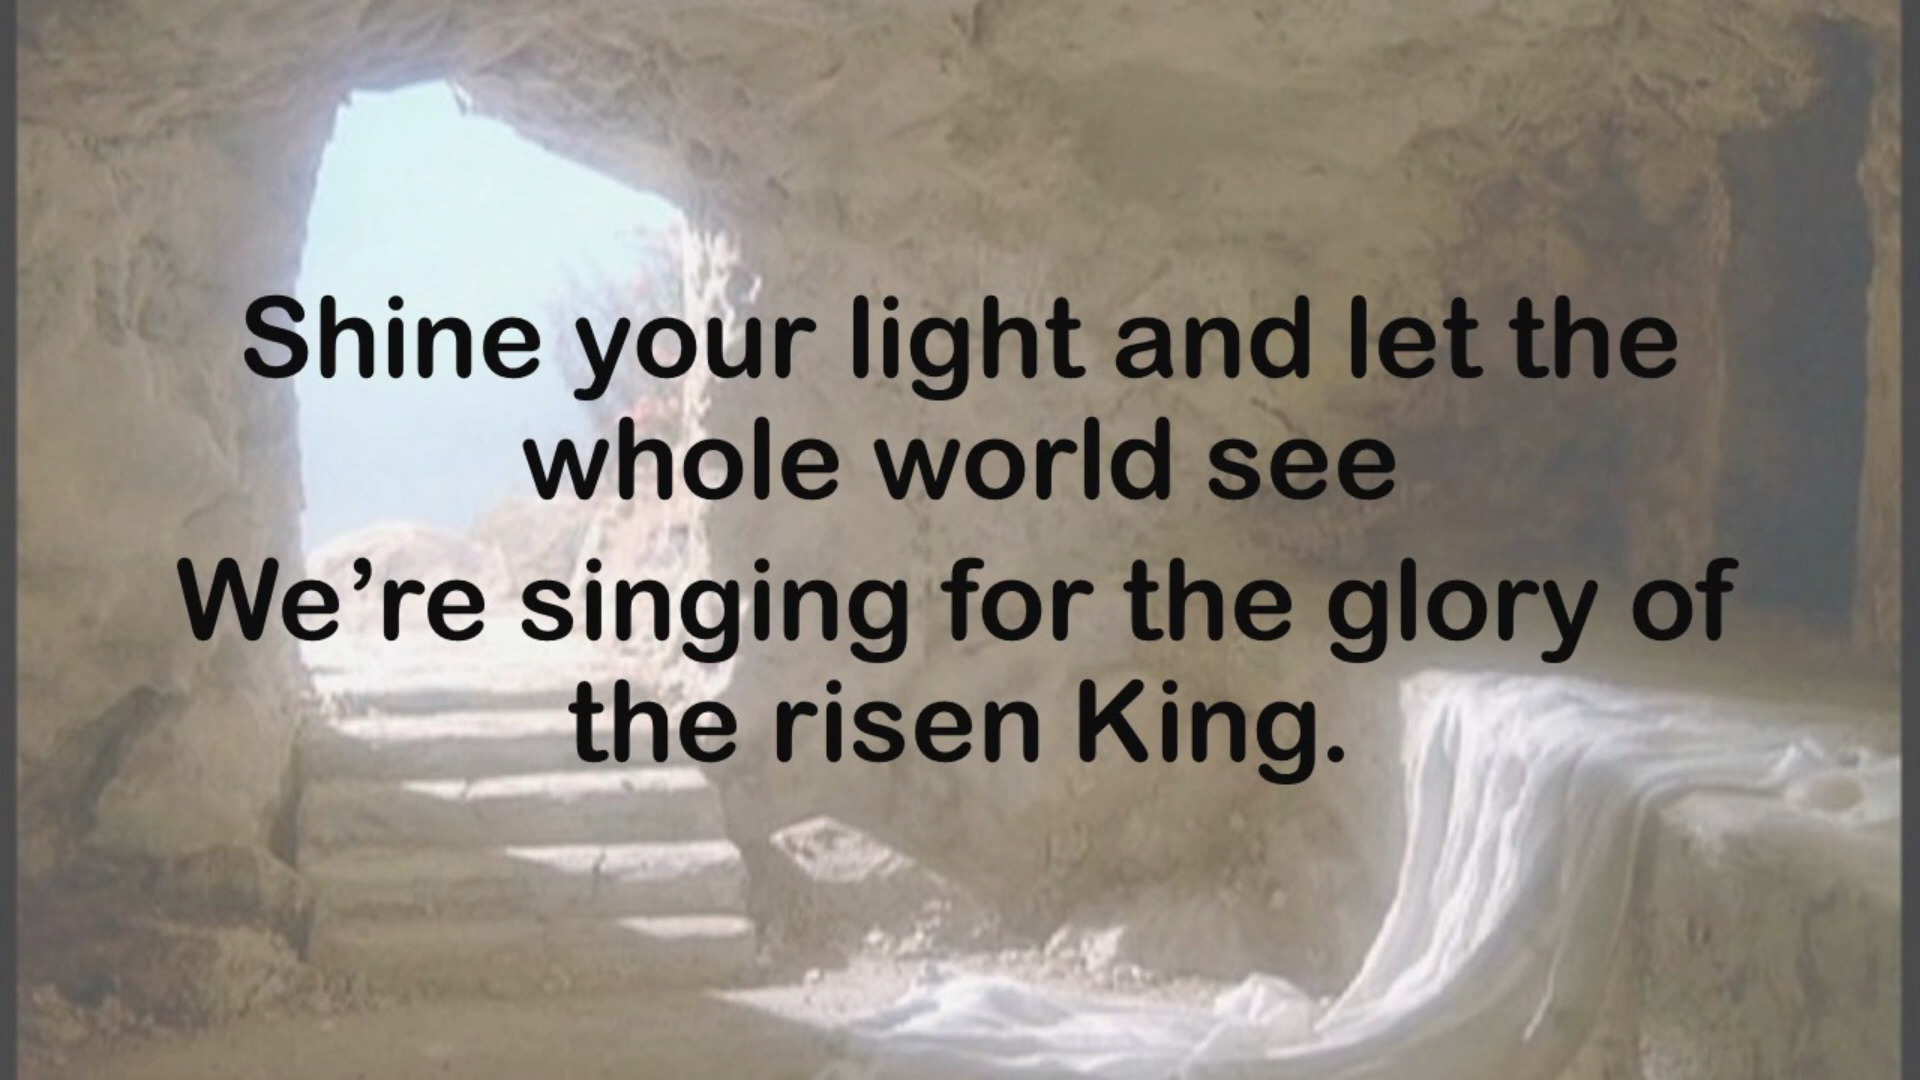 Shine your light and let the
whole world see
We’re singing for the glory of
the risen King.